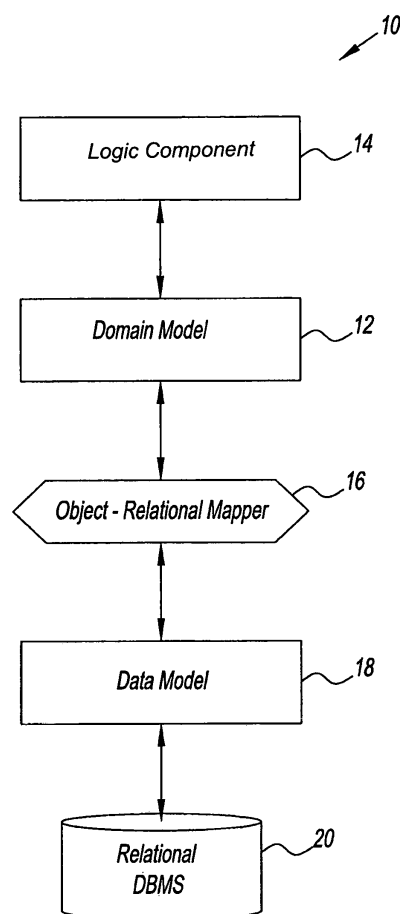 10
Logic Component
14
Domain Model
12
16
Object - Relational Mapper
Data Model
18
Relational
DBMS
20